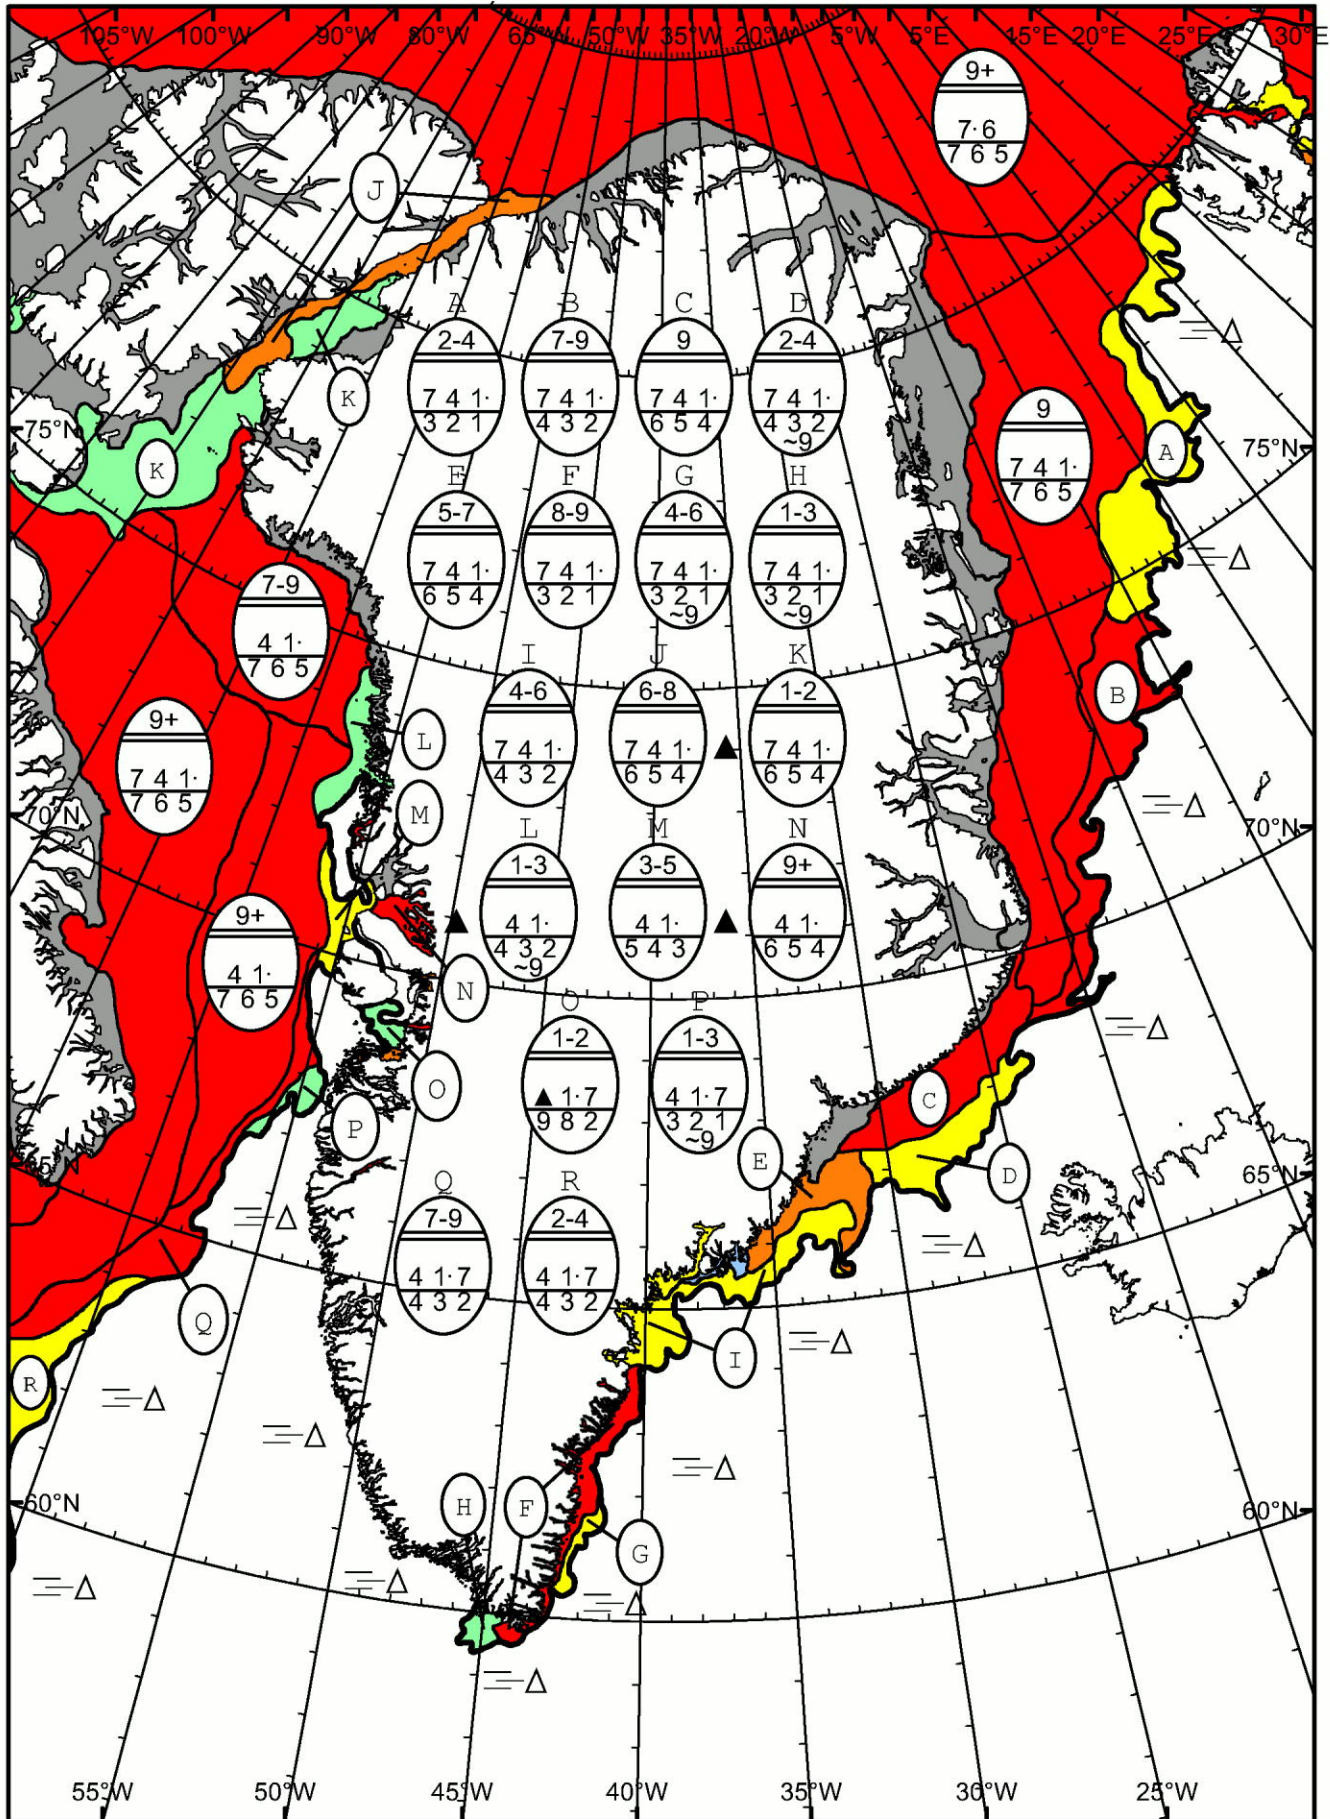 105°W 100°W 90°W 80°W 65°W 50°W 35°W 20°W 5°W 5°E 15°E 20°E 25°E 30°E
9+
7· 6
7 6 5
J
A B C D
2-4 7-9 9 2-4
7 4 1· 7 4 1· 7 4 1· 7 4 1·
3 2 1 4 3 2 6 5 4 4 3 2
~9
K
9
7 4 1·
7 6 5
75°N
75°N
A
K
E F G H
5-7 8-9 4-6 1-3
7 4 1· 7 4 1· 7 4 1· 7 4 1·
6 5 4 3 2 1 3 2 1 3 2 1
~9 ~9
7-9
4 1·
7 6 5
I J K
4-6 6-8 1-2
7 4 1· 7 4 1· ▲ 7 4 1·
4 3 2 6 5 4 6 5 4
B
9+
7 4 1·
7 6 5
L
M
70°N
70°N
L M N
1-3 3-5 9+
▲ 4 1· 4 1· ▲ 4 1·
4 3 2 5 4 3 6 5 4
~9
9+
4 1·
7 6 5
N
O P
1-2 1-3
▲ 1·7 4 1·7
9 8 2 3 2 1
~9
O
P
C
E
D
65°N
Q R
7-9 2-4
4 1·7 4 1·7
4 3 2 4 3 2
Q
I
R
60°N
60°N
H F
G
55°W 50°W 45°W 40°W 35°W 30°W 25°W